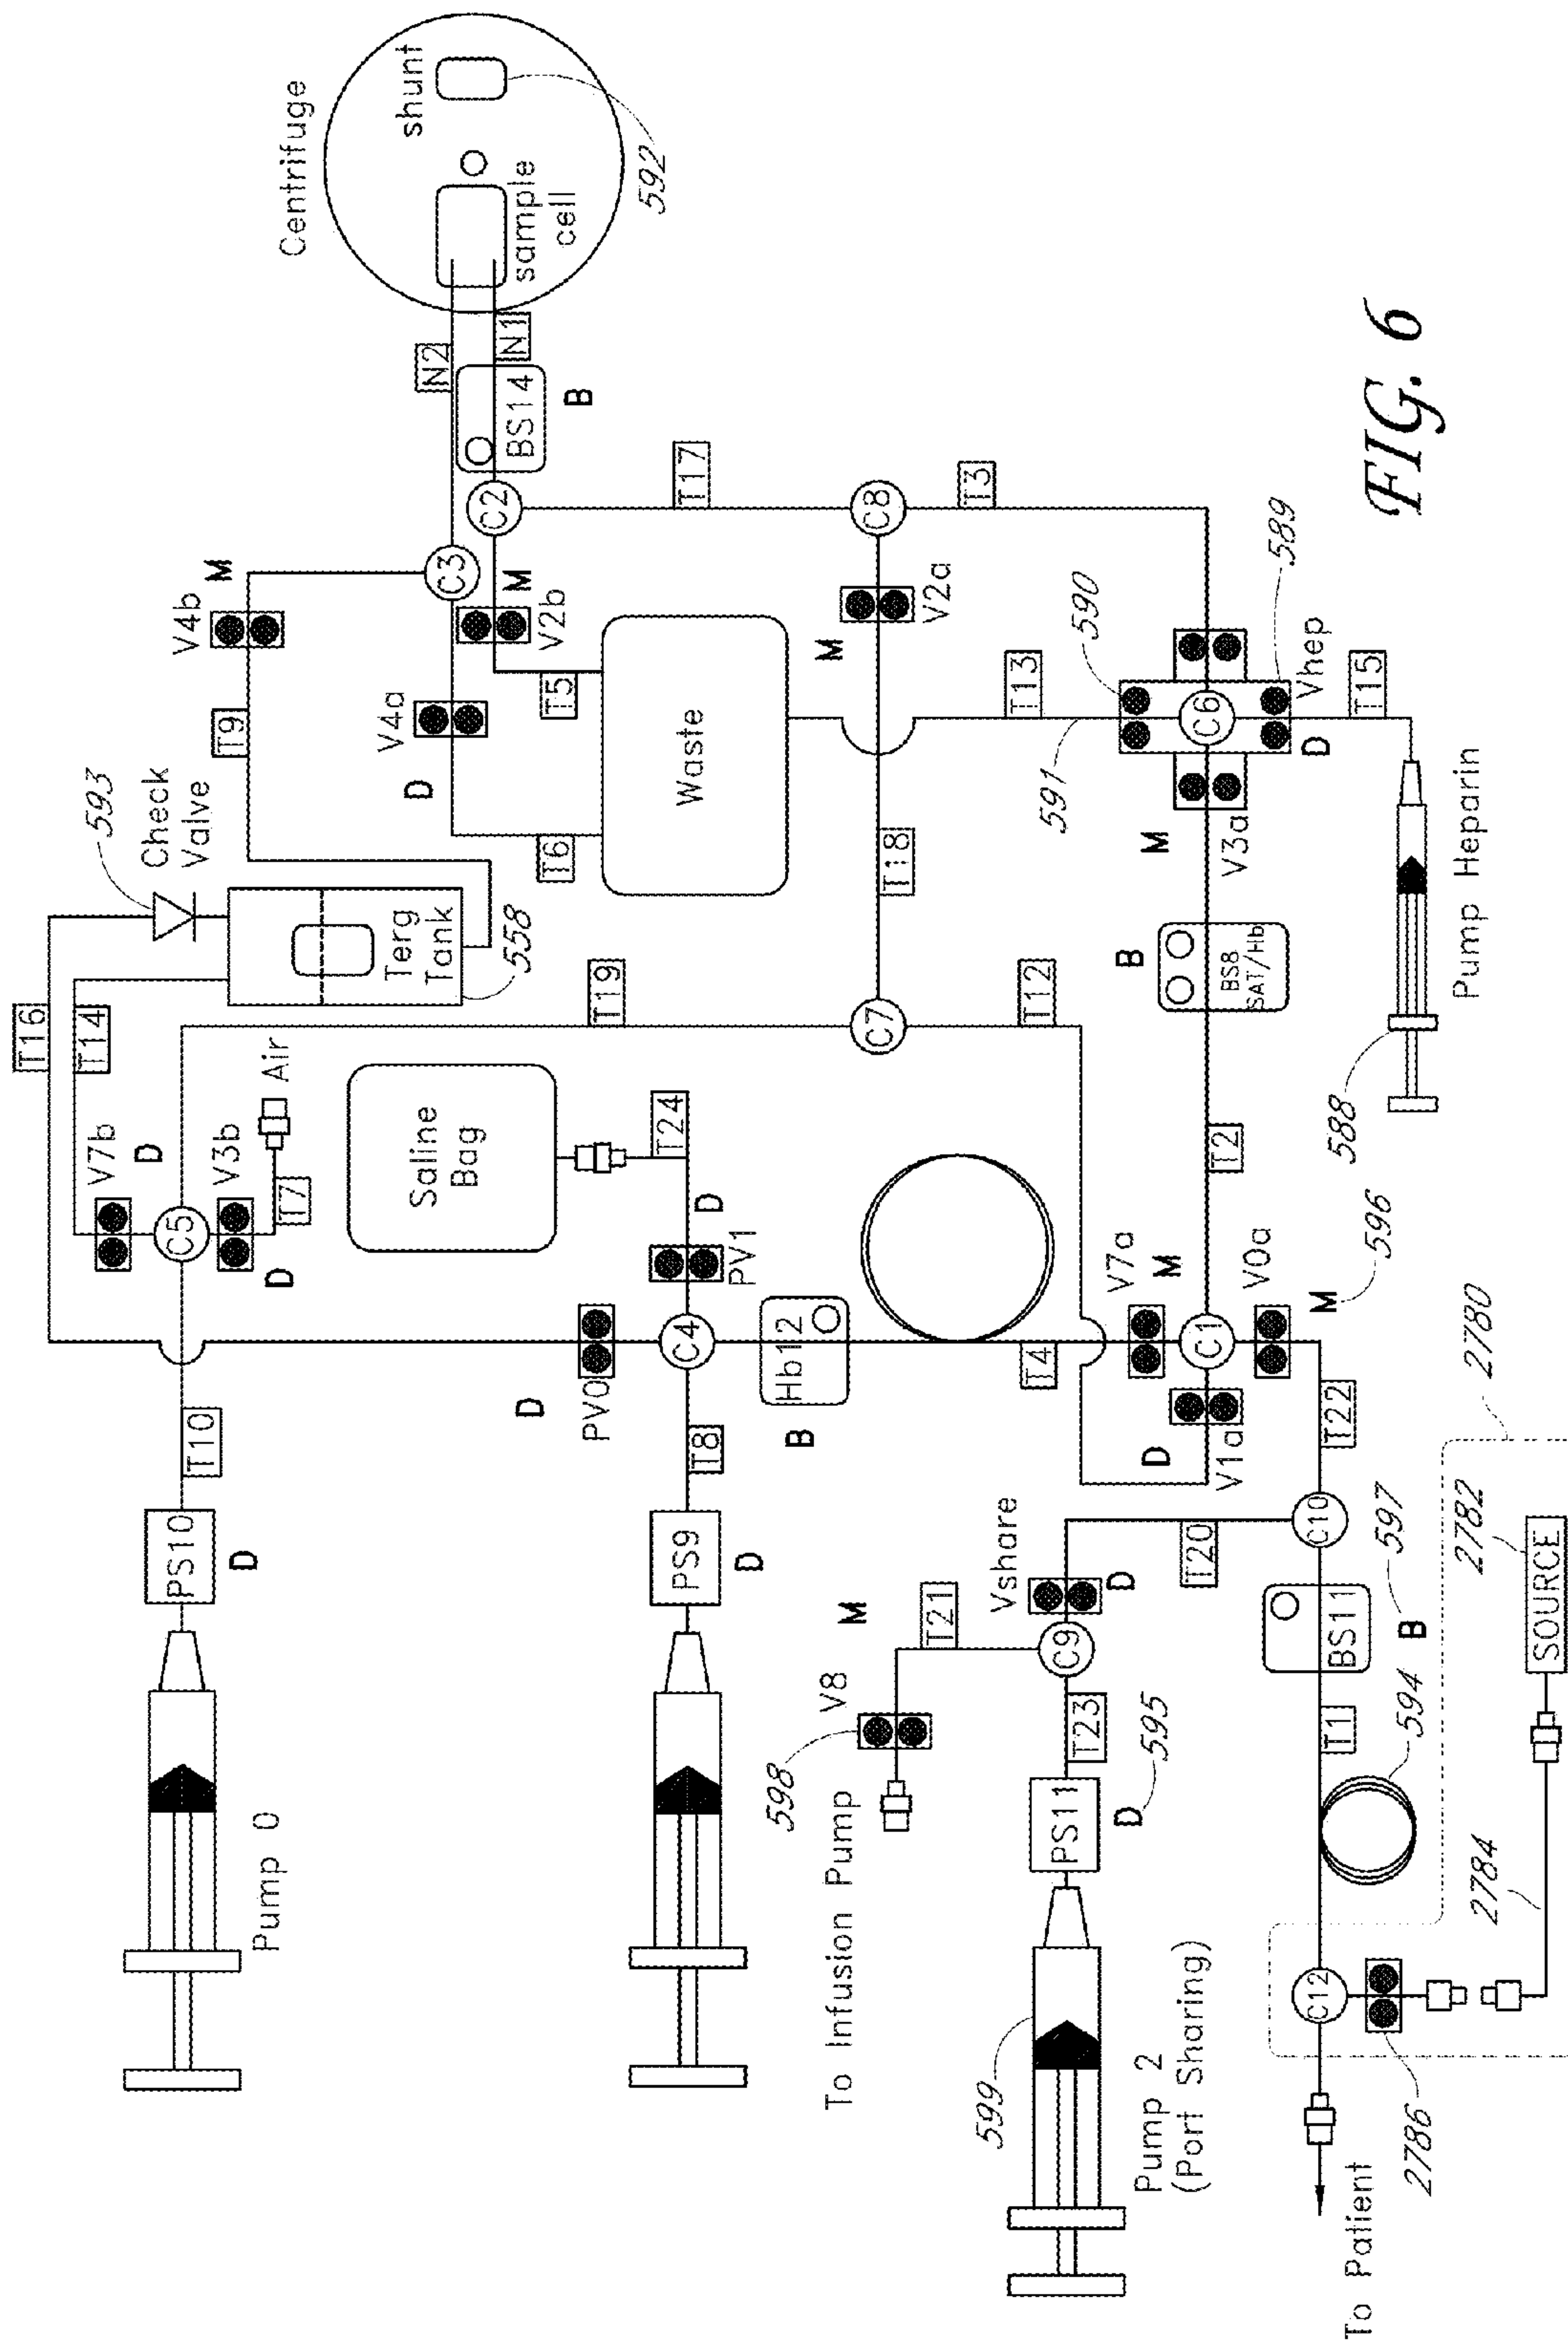 Centrifuge
shunt
sample
cell
592
N2
N1
BS14
B
C2
C3
T17
C8
T3
V4b
M
M
V2b
V2a
M
T9
V4a
D
T5
T6
Waste
T13
590
589
Vhep
T15
C6
D
591
V3a
M
593
Check
Valve
Terg
Tank
558
T18
B
BS8
SAT/Hb
Pump Heparin
588
T16
T14
T19
C7
T12
Air
V7b
D
C5
V3b
T7
D
Saline
Bag
T24
D
PV1
T2
PV0
D
C4
Hb12
B
T4
V7a
M
C1
V0a
M
596
V1a
D
T10
T8
T22
2780
PS10
D
PS9
D
Vshare
D
T20
C10
2782
M
T21
C9
BS11
B
597
SOURCE
V8
598
T23
D
595
T1
594
PS11
Pump 0
To Infusion Pump
2784
599
Pump 2
(Port Sharing)
C12
2786
To Patient
FIG. 6